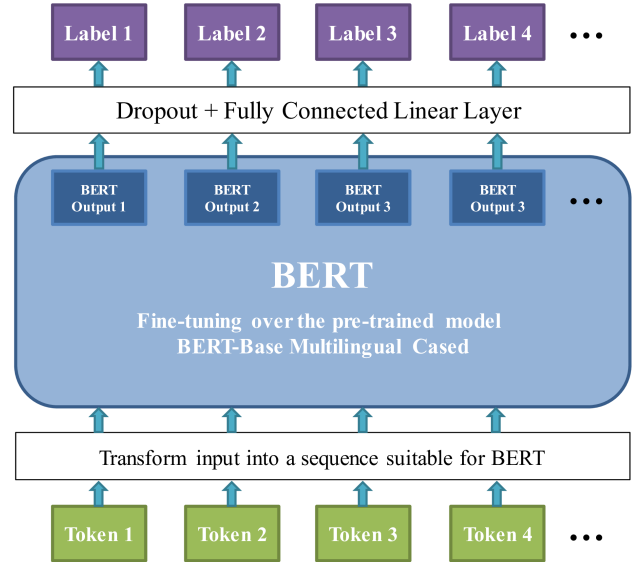 Label 1 Label 2 Label 3 Label 4 •••
Dropout + Fully Connected Linear Layer
BERT Output 1 BERT Output 2 BERT Output 3 BERT Output 3 •••
BERT
Fine-tuning over the pre-trained model
BERT-Base Multilingual Cased
Transform input into a sequence suitable for BERT
Token 1 Token 2 Token 3 Token 4 •••